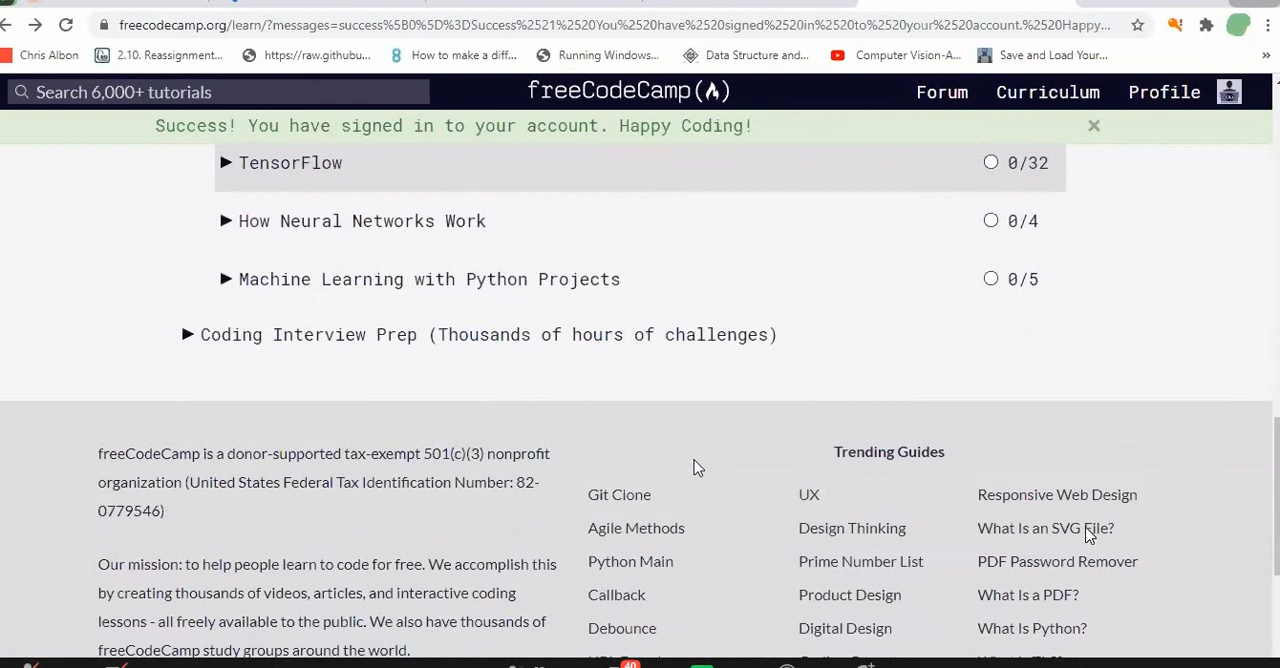 freecodecamp.org/learn/?messages=success%5B0%5D%3DSuccess%2521%2520You%2520have%2520signed%2520in%2520to%2520your%2520account.%2520Happy...
Chris Albon 2.10. Reassignment... https://raw.githubu... How to make a diff... Running Windows... Data Structure and... Computer Vision-A... Save and Load Your... »
Search 6,000+ tutorials freeCodeCamp Forum Curriculum Profile
Success! You have signed in to your account. Happy Coding!
TensorFlow 0/32
How Neural Networks Work 0/4
Machine Learning with Python Projects 0/5
Coding Interview Prep (Thousands of hours of challenges)
freeCodeCamp is a donor-supported tax-exempt 501(c)(3) nonprofit
organization (United States Federal Tax Identification Number: 82-
0779546)
Our mission: to help people learn to code for free. We accomplish this
by creating thousands of videos, articles, and interactive coding
lessons - all freely available to the public. We also have thousands of
freeCodeCamp study groups around the world.
Trending Guides
Git Clone UX Responsive Web Design
Agile Methods Design Thinking What Is an SVG File?
Python Main Prime Number List PDF Password Remover
Callback Product Design What Is a PDF?
Debounce Digital Design What Is Python?
40